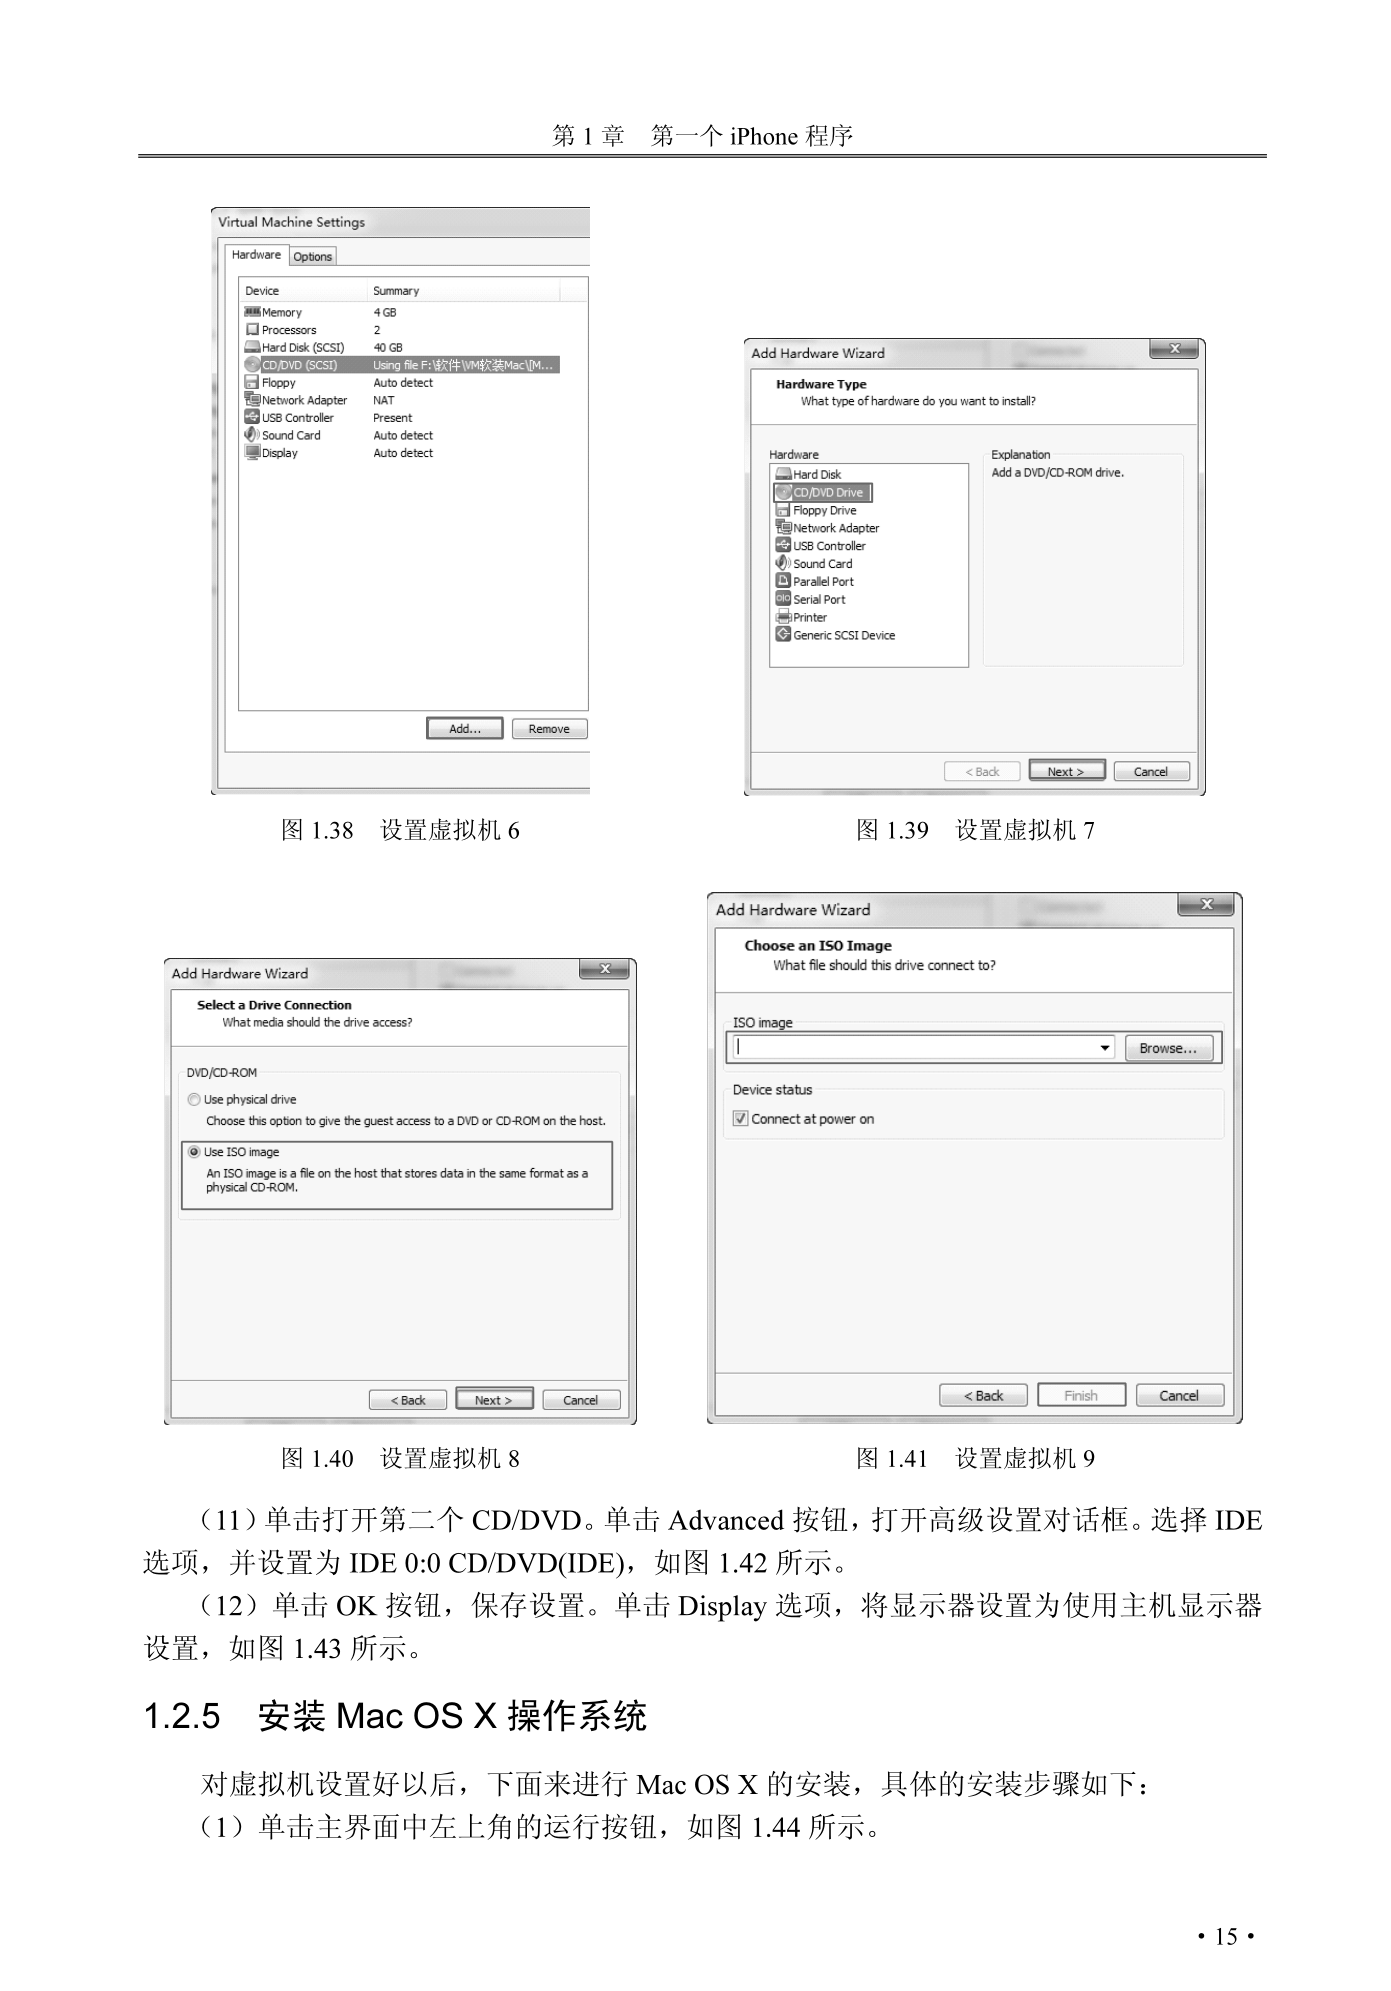 第 1 章 第一个 iPhone 程序
Virtual Machine Settings
Hardware Options
Device Summary
Memory 4 GB
Processors 2
Hard Disk (SCSI) 40 GB
CD/DVD (SCSI) Using file F:\软件\VM软装Mac\[M...
Floppy Auto detect
Network Adapter NAT
USB Controller Present
Sound Card Auto detect
Display Auto detect
Add... Remove
图 1.38 设置虚拟机 6
Add Hardware Wizard
Hardware Type
What type of hardware do you want to install?
Hardware
Hard Disk
CD/DVD Drive
Floppy Drive
Network Adapter
USB Controller
Sound Card
Parallel Port
Serial Port
Printer
Generic SCSI Device
Explanation
Add a DVD/CD-ROM drive.
< Back Next > Cancel
图 1.39 设置虚拟机 7
Add Hardware Wizard
Select a Drive Connection
What media should the drive access?
DVD/CD-ROM
Use physical drive
Choose this option to give the guest access to a DVD or CD-ROM on the host.
Use ISO image
An ISO image is a file on the host that stores data in the same format as a
physical CD-ROM.
< Back Next > Cancel
图 1.40 设置虚拟机 8
Add Hardware Wizard
Choose an ISO Image
What file should this drive connect to?
ISO image
Browse...
Device status
Connect at power on
< Back Finish Cancel
图 1.41 设置虚拟机 9
（11）单击打开第二个 CD/DVD。单击 Advanced 按钮，打开高级设置对话框。选择 IDE
选项，并设置为 IDE 0:0 CD/DVD(IDE)，如图 1.42 所示。
（12）单击 OK 按钮，保存设置。单击 Display 选项，将显示器设置为使用主机显示器
设置，如图 1.43 所示。
1.2.5 安装 Mac OS X 操作系统
对虚拟机设置好以后，下面来进行 Mac OS X 的安装，具体的安装步骤如下：
（1）单击主界面中左上角的运行按钮，如图 1.44 所示。
· 15 ·